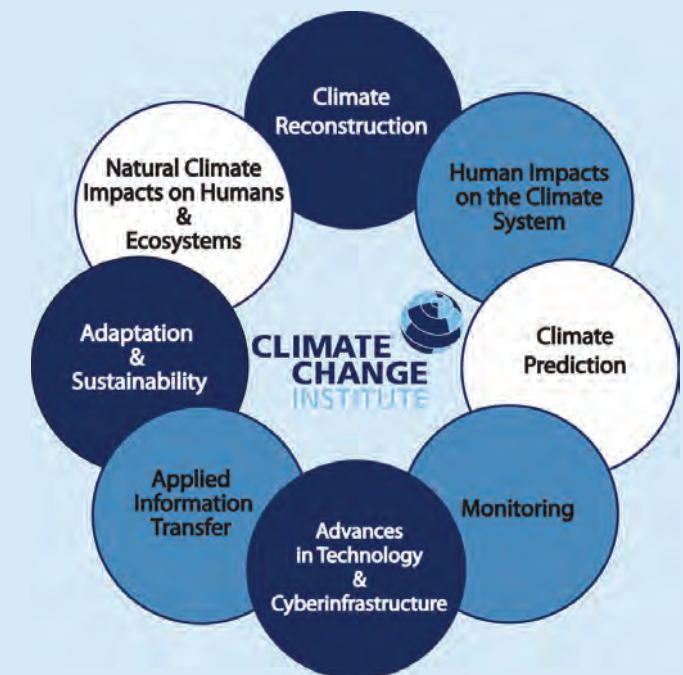 Climate
Reconstruction
Human Impacts
on the Climate
System
Climate
Prediction
Monitoring
Advances
in Technology
&
Cyberinfrastructure
Applied
Information
Transfer
Adaptation
&
Sustainability
Natural Climate
Impacts on Humans
&
Ecosystems
CLIMATE
CHANGE
INSTITUTE